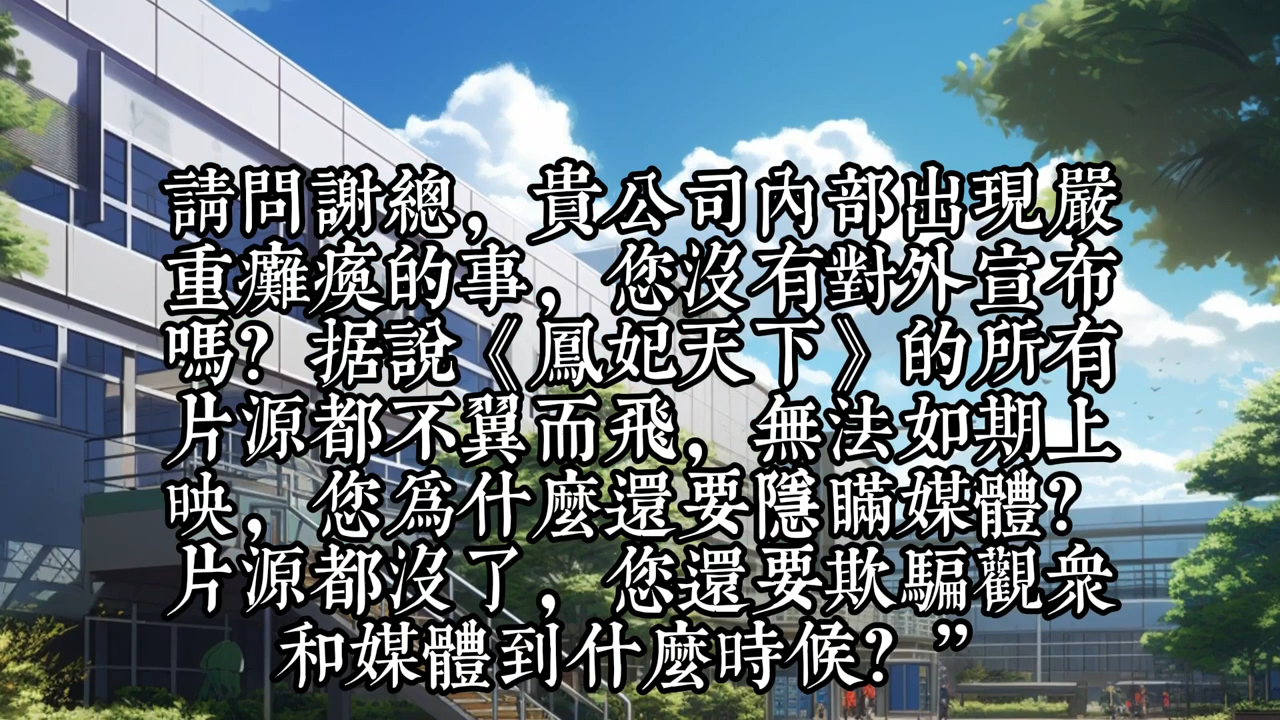 請問謝總，貴公司內部出現嚴
重癱瘓的事，您沒有對外宣布
嗎？据說《鳳妃天下》的所有
片源都不翼而飛，無法如期上
映，您爲什麼還要隱瞞媒體？
片源都沒了，您還要欺騙觀衆
和媒體到什麼時候？”